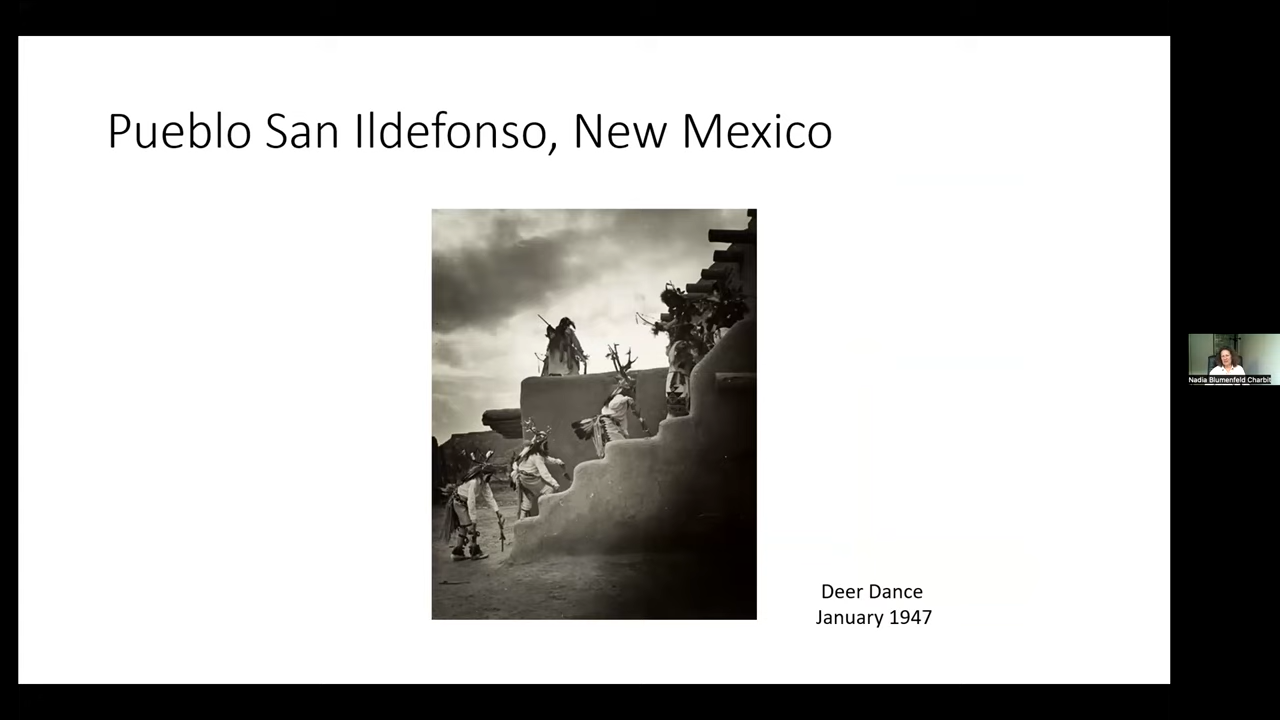 Pueblo San Ildefonso, New Mexico
Deer Dance
January 1947
Nadia Blumenfeld Charbit